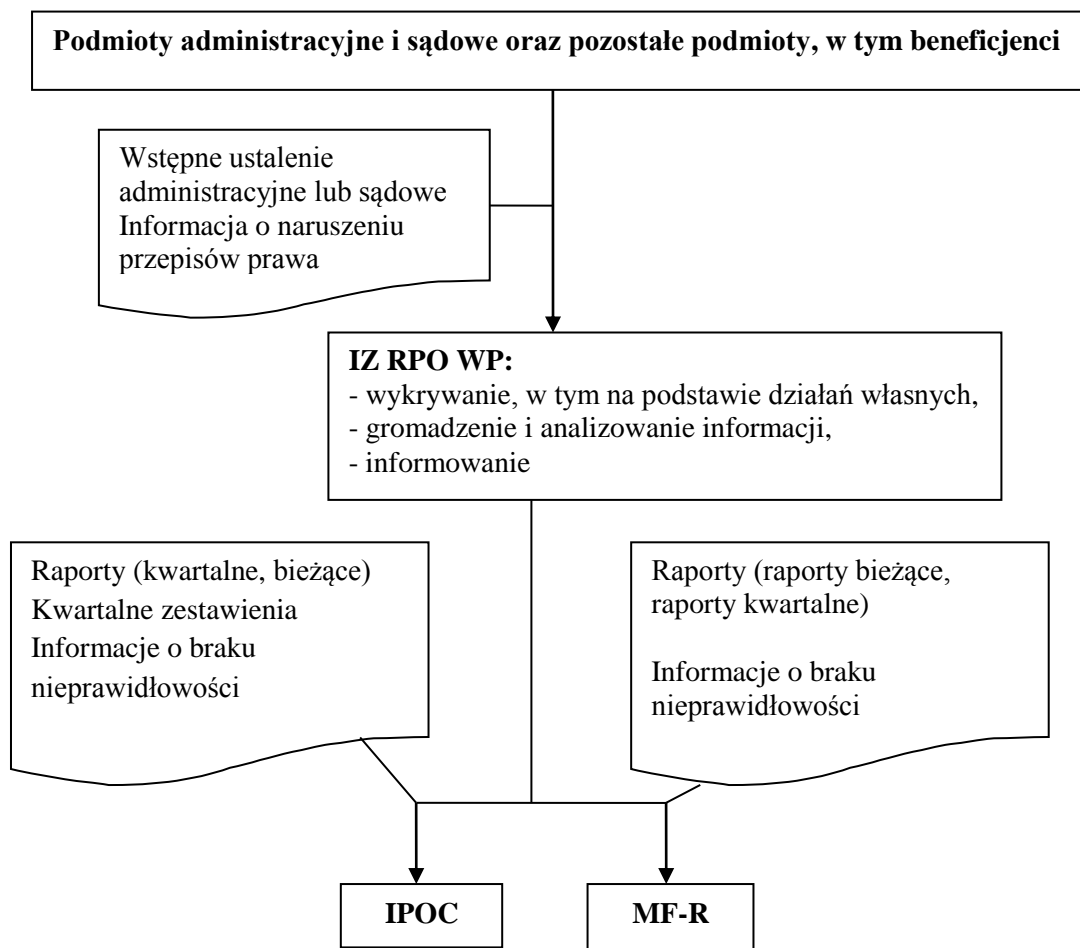 Podmioty administracyjne i sądowe oraz pozostałe podmioty, w tym beneficjenci
Wstępne ustalenie
administracyjne lub sądowe
Informacja o naruszeniu
przepisów prawa
IZ RPO WP:
- wykrywanie, w tym na podstawie działań własnych,
- gromadzenie i analizowanie informacji,
- informowanie
Raporty (kwartalne, bieżące)
Kwartalne zestawienia
Informacje o braku
nieprawidłowości
Raporty (raporty bieżące,
raporty kwartalne)
Informacje o braku
nieprawidłowości
IPOC
MF-R